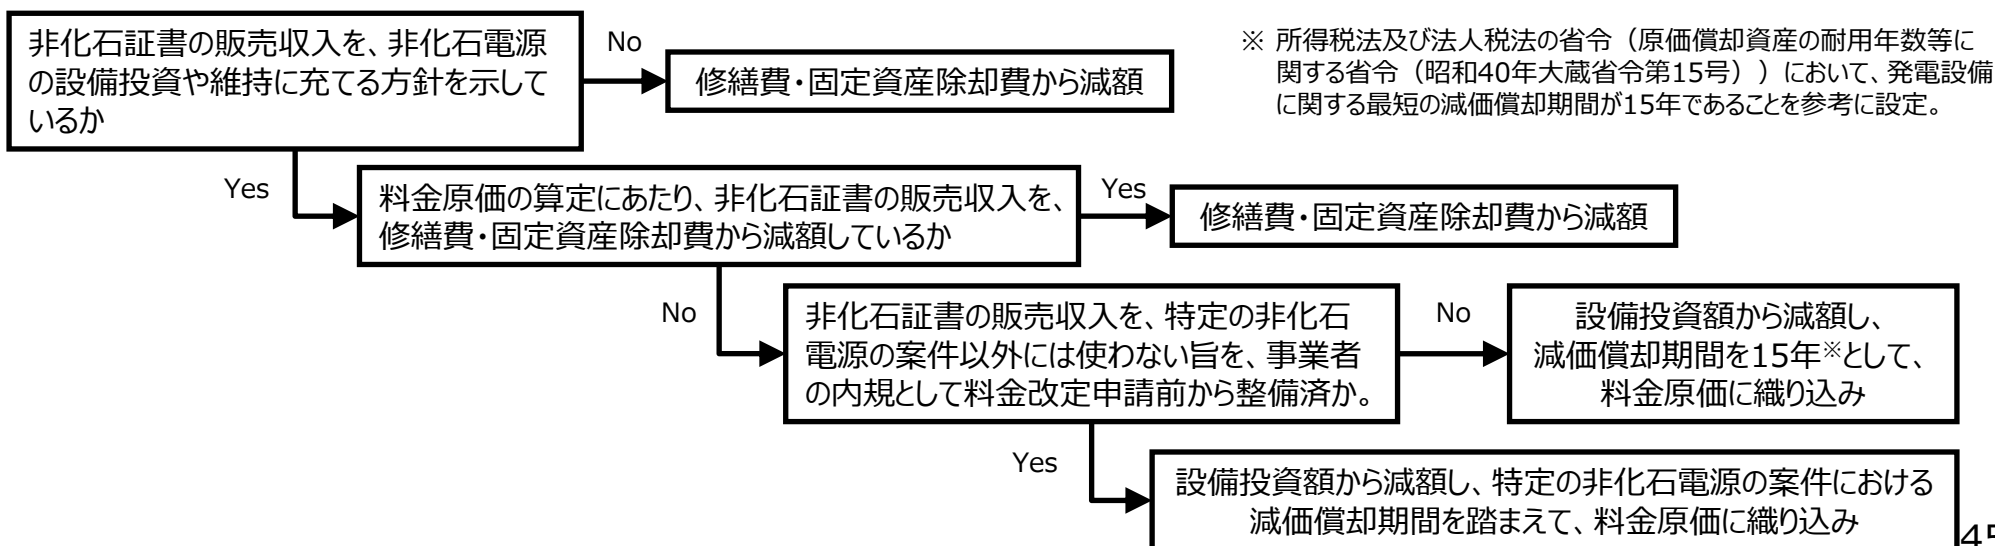 非化石証書の販売収入を、非化石電源
の設備投資や維持に充てる方針を示して
いるか
No
修繕費・固定資産除却費から減額
※ 所得税法及び法人税法の省令（原価償却資産の耐用年数等に
関する省令（昭和40年大蔵省令第15号））において、発電設備
に関する最短の減価償却期間が15年であることを参考に設定。
Yes
料金原価の算定にあたり、非化石証書の販売収入を、
修繕費・固定資産除却費から減額しているか
Yes
修繕費・固定資産除却費から減額
No
非化石証書の販売収入を、特定の非化石
電源の案件以外には使わない旨を、事業者
の内規として料金改定申請前から整備済か。
No
設備投資額から減額し、
減価償却期間を15年※として、
料金原価に織り込み
Yes
設備投資額から減額し、特定の非化石電源の案件における
減価償却期間を踏まえて、料金原価に織り込み